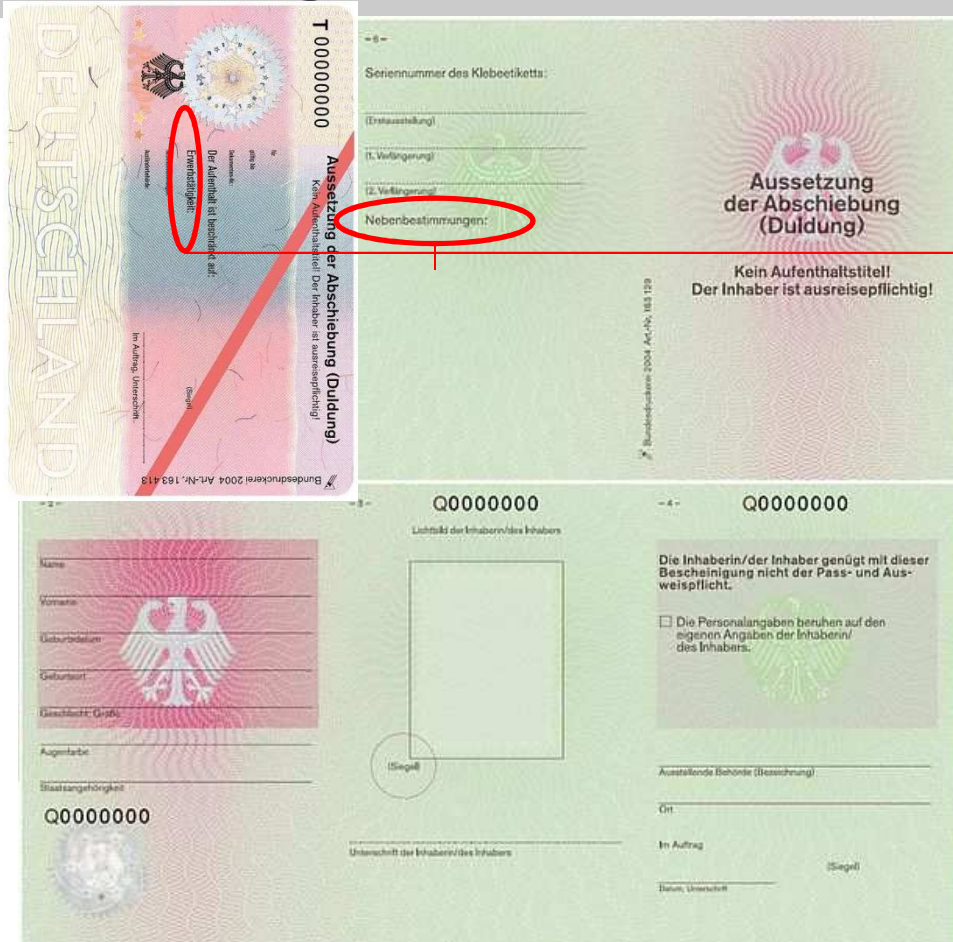 DEUTSCHLAND
T 00000000
Aussetzung der Abschiebung (Duldung)
Kein Aufenthaltstitel! Der Inhaber ist ausreisepflichtig!
für
gültig bis
Der Aufenthalt ist beschränkt auf:
Erwerbstätigkeit:
Ausländerbehörde
(Siegel)
Im Auftrag, Unterschrift
Bundesdruckerei 2004 Art.-Nr. 163 413
-6-
Seriennummer des Klebeetiketts:
(Erstausstellung)
(1. Verlängerung)
(2. Verlängerung)
Nebenbestimmungen:
Bundesdruckerei 2004 Art.-Nr. 163 129
Aussetzung
der Abschiebung
(Duldung)
Kein Aufenthaltstitel!
Der Inhaber ist ausreisepflichtig!
-2-
Name
Vorname
Geburtsdatum
Geburtsort
Geschlecht: Größe
Augenfarbe
Staatsangehörigkeit
Q0000000
-3-
Q0000000
Lichtbild der Inhaberin/des Inhabers
(Siegel)
Unterschrift der Inhaberin/des Inhabers
-4-
Q0000000
Die Inhaberin/der Inhaber genügt mit dieser
Bescheinigung nicht der Pass- und Aus-
weispflicht.
Die Personalangaben beruhen auf den
eigenen Angaben der Inhaberin/
des Inhabers.
Ausstellende Behörde (Bezeichnung)
Ort
Im Auftrag
(Siegel)
Datum, Unterschrift